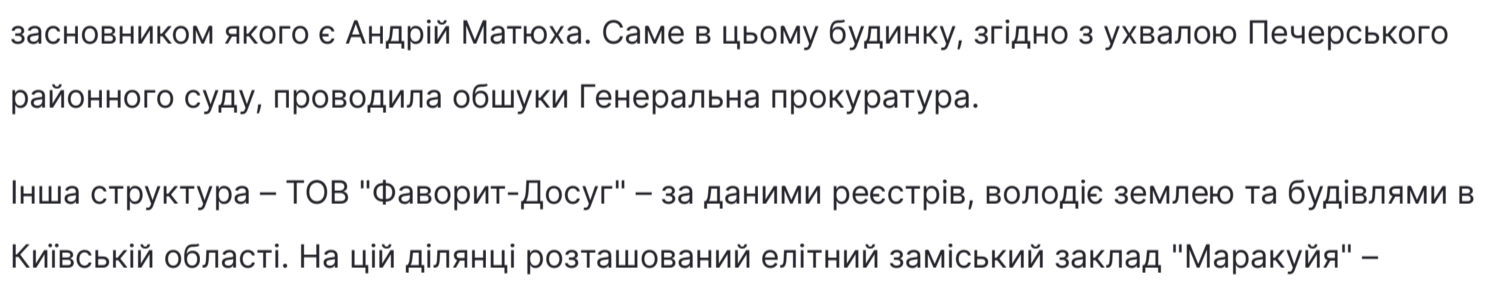 засновником якого є Андрій Матюха. Саме в цьому будинку, згідно з ухвалою Печерського
районного суду, проводила обшуки Генеральна прокуратура.
Інша структура – ТОВ "Фаворит-Досуг" – за даними реєстрів, володіє землею та будівлями в
Київській області. На цій ділянці розташований елітний заміський заклад "Маракуйя" –